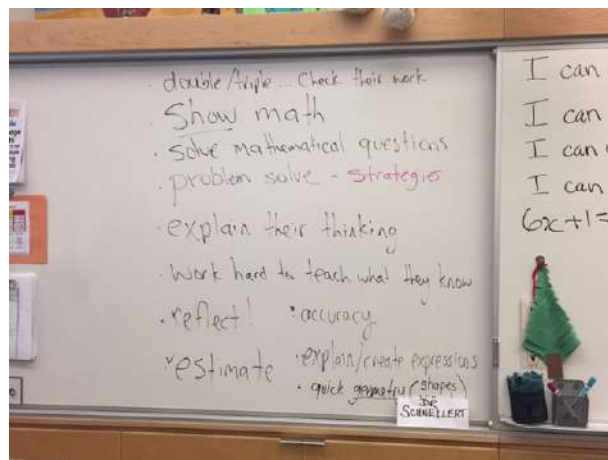 · double/triple... Check their work
· Show math
· solve mathematical questions
· problem solve - strategies
· explain their thinking
· Work hard to teach what they know
· reflect!
· accuracy
· estimate
· explain/create expressions
· quick geometry (shapes)
DR
SCHNELLERT
I can
I can
I can
I can
6x+1=